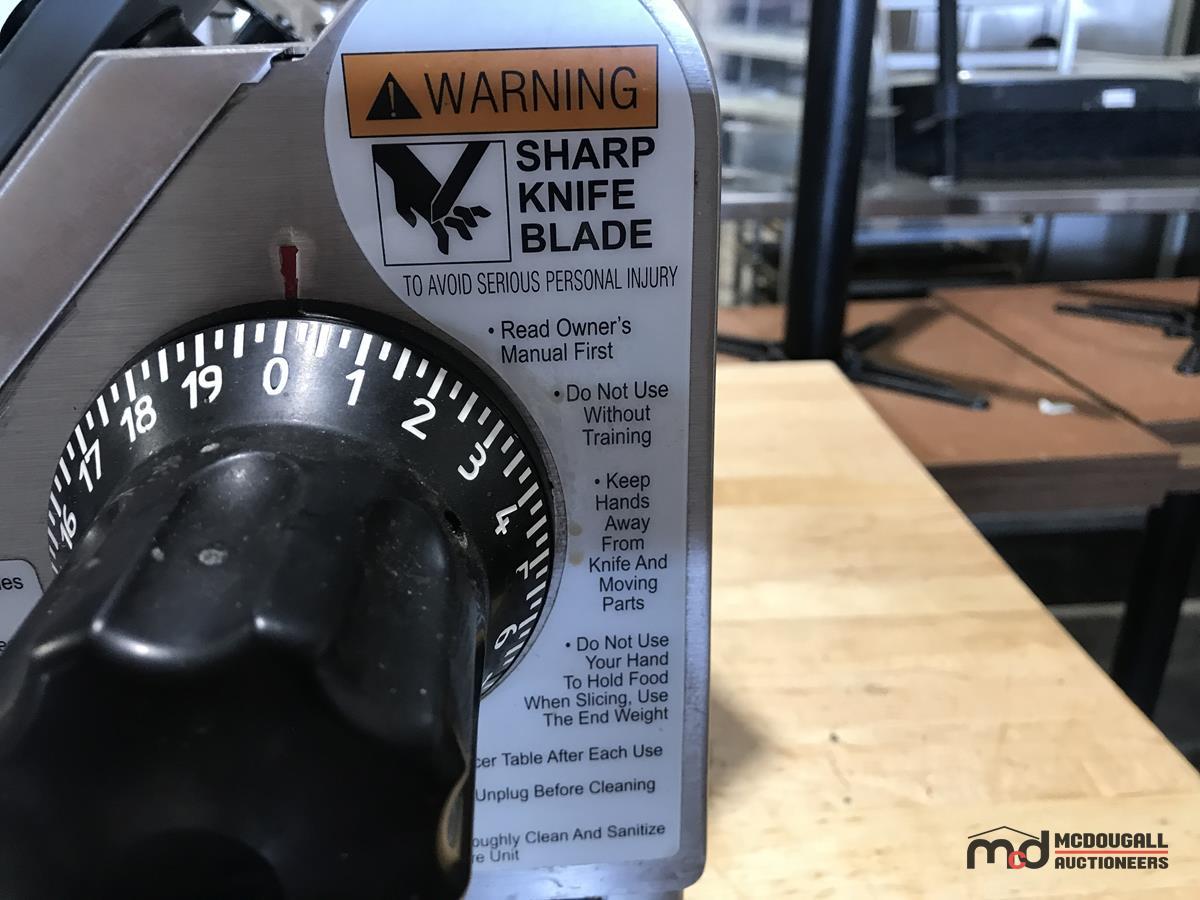 WARNING
SHARP
KNIFE
BLADE
TO AVOID SERIOUS PERSONAL INJURY
• Read Owner's
Manual First
• Do Not Use
Without
Training
• Keep
Hands
Away
From
Knife And
Moving
Parts
• Do Not Use
Your Hand
To Hold Food
When Slicing, Use
The End Weight
Table After Each Use
Unplug Before Cleaning
Clean And Sanitize
Unit
16 17 18 19 0 1 2 3 4 6
mcd MCDOUGALL
AUCTIONEERS